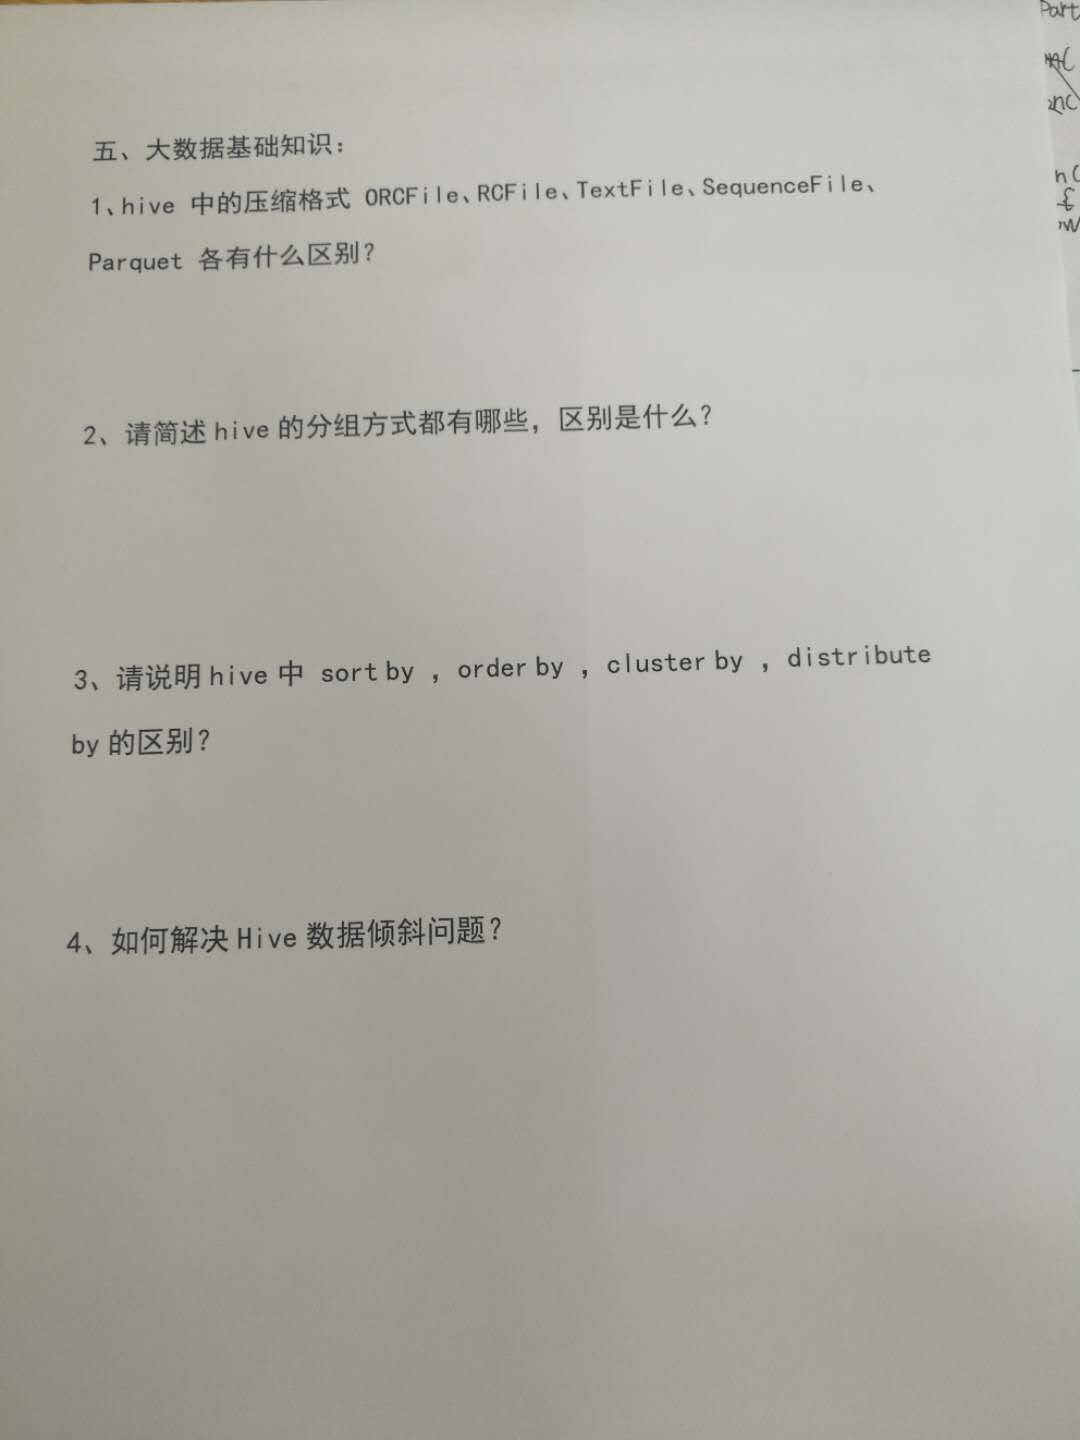 五、大数据基础知识：
1、hive 中的压缩格式 ORCFile、RCFile、TextFile、SequenceFile、
Parquet 各有什么区别？
2、请简述 hive 的分组方式都有哪些，区别是什么？
3、请说明 hive 中 sort by ，order by ，cluster by ，distribute
by 的区别？
4、如何解决 Hive 数据倾斜问题？
Part